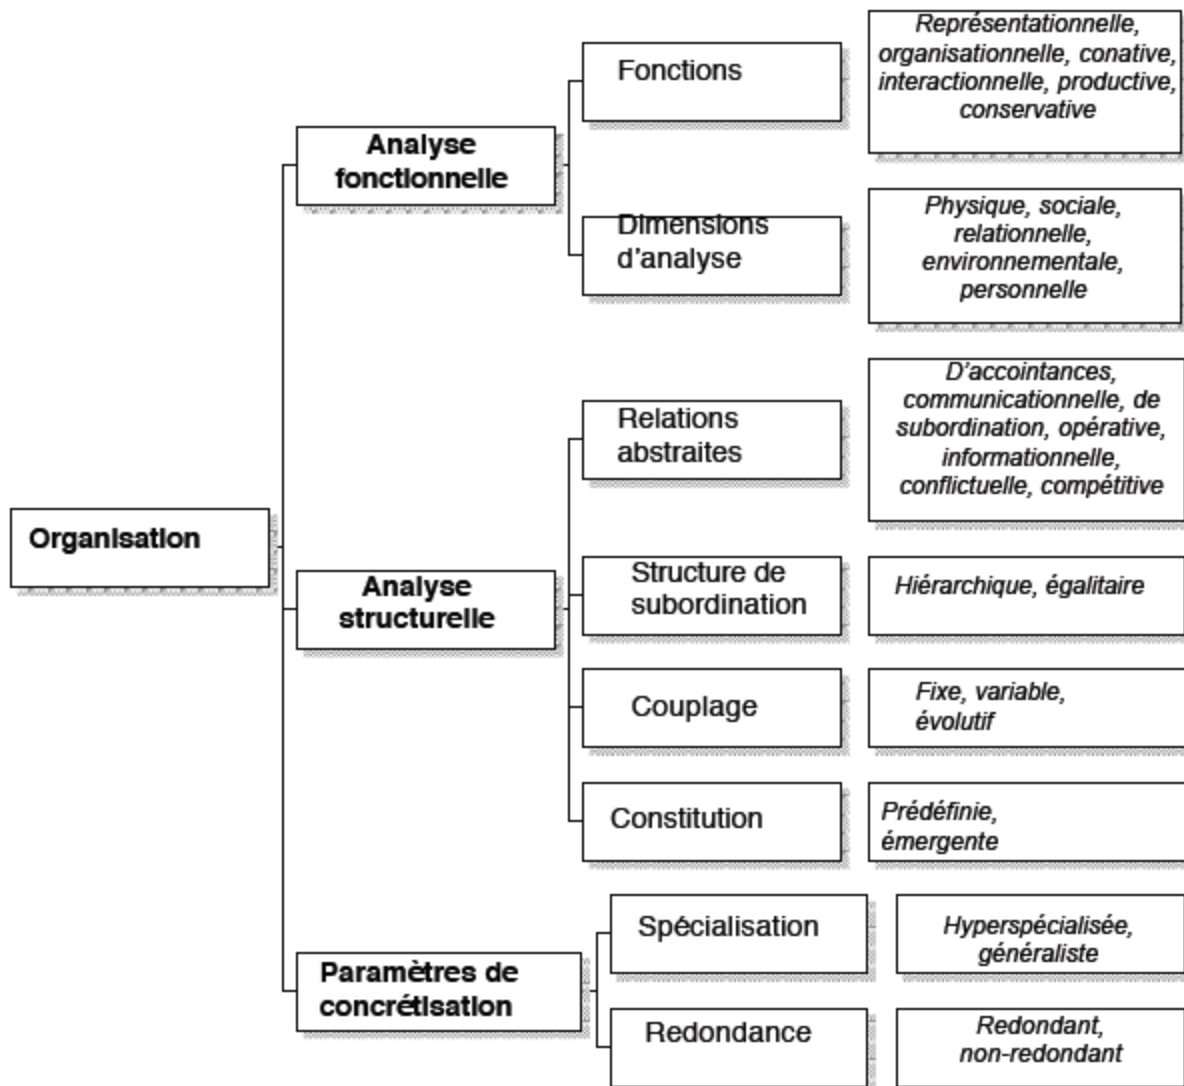 Organisation
Analyse
fonctionnelle
Fonctions
Représentationnelle,
organisationnelle, conative,
interactionnelle, productive,
conservative
Dimensions
d'analyse
Physique, sociale,
relationnelle,
environnementale,
personnelle
Analyse
structurelle
Relations
abstraites
D'accointances,
communicationnelle, de
subordination, opérative,
informationnelle,
conflictuelle, compétitive
Structure de
subordination
Hiérarchique, égalitaire
Couplage
Fixe, variable,
évolutif
Constitution
Prédéfinie,
émergente
Paramètres de
concrétisation
Spécialisation
Hyperspécialisée,
généraliste
Redondance
Redondant,
non-redondant